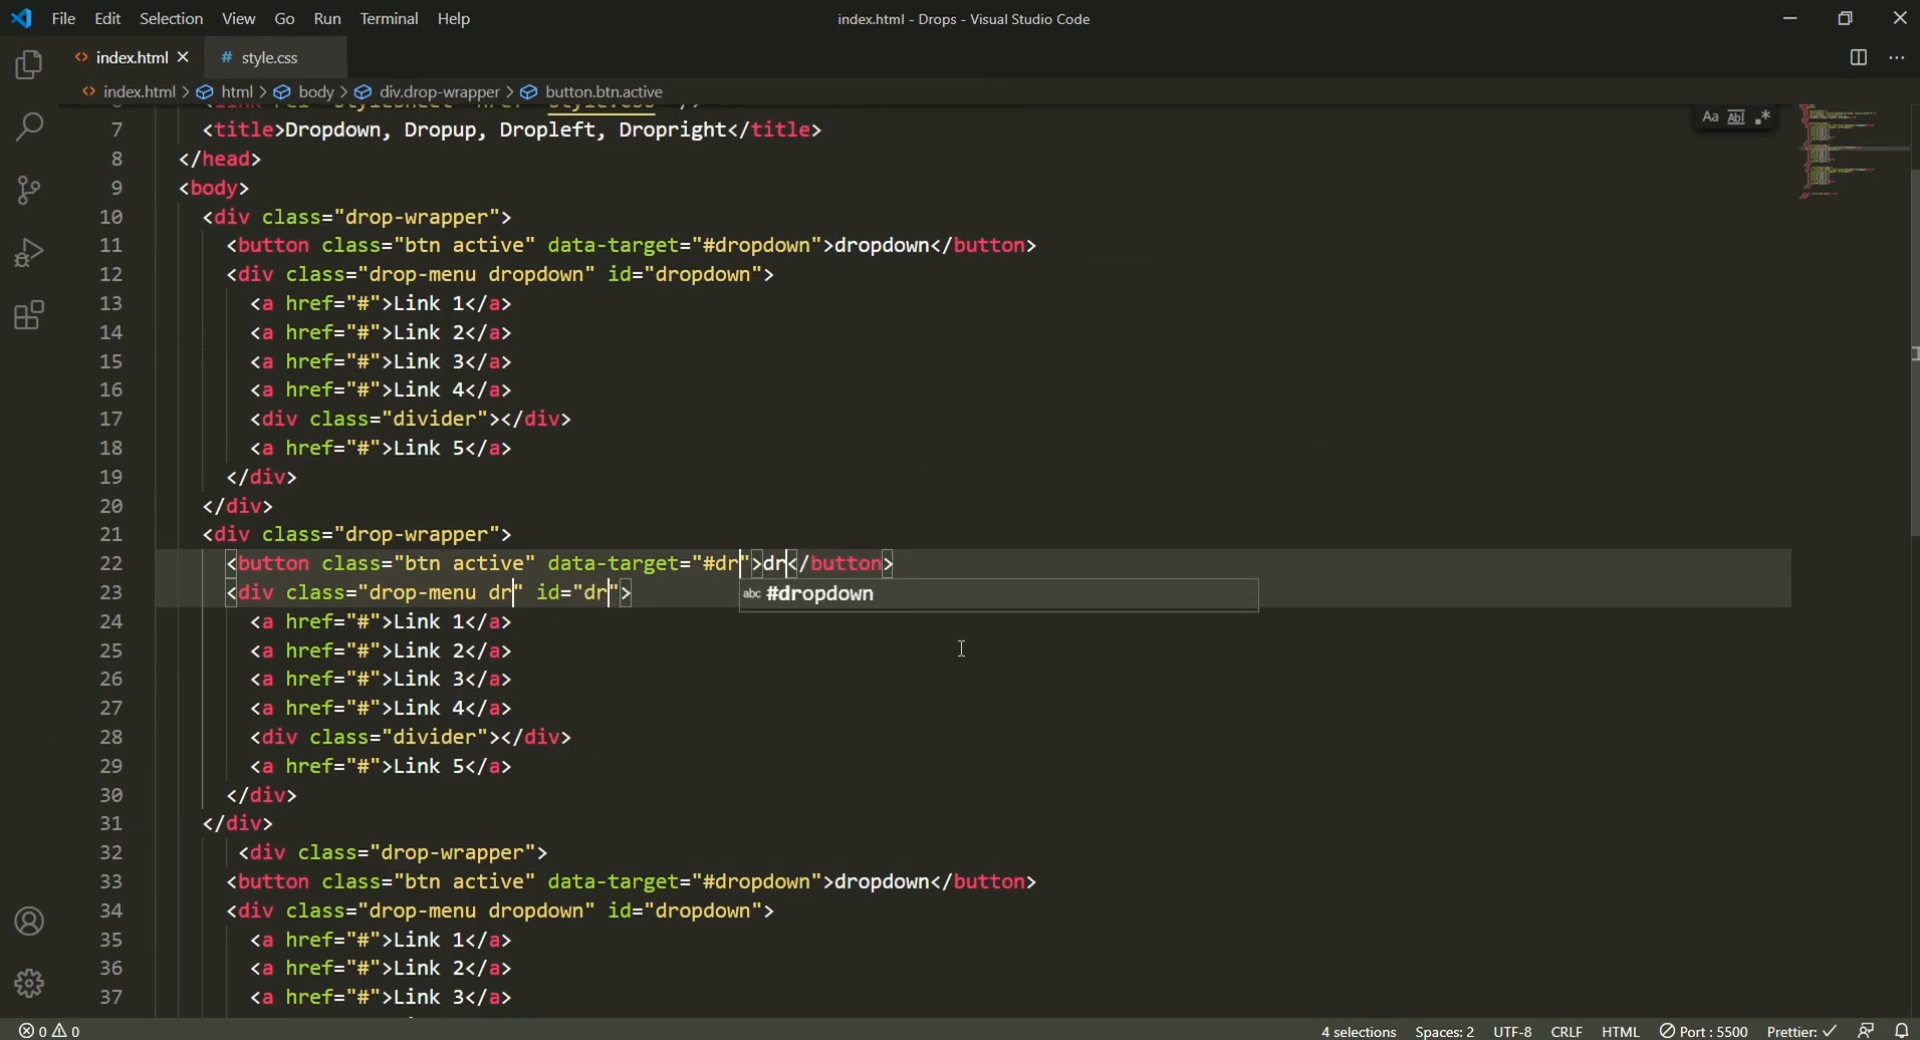 File Edit Selection View Go Run Terminal Help index.html - Drops - Visual Studio Code
<> index.html # style.css
<> index.html > html > body > div.drop-wrapper > button.btn.active
7 <title>Dropdown, Dropup, Dropleft, Dropright</title>
Aa Ab
8 </head>
9 <body>
10 <div class="drop-wrapper">
11 <button class="btn active" data-target="#dropdown">dropdown</button>
12 <div class="drop-menu dropdown" id="dropdown">
13 <a href="#">Link 1</a>
14 <a href="#">Link 2</a>
15 <a href="#">Link 3</a>
16 <a href="#">Link 4</a>
17 <div class="divider"></div>
18 <a href="#">Link 5</a>
19 </div>
20 </div>
21 <div class="drop-wrapper">
22 <button class="btn active" data-target="#dr">dr</button>
23 <div class="drop-menu dr" id="dr">
abc #dropdown
24 <a href="#">Link 1</a>
25 <a href="#">Link 2</a>
26 <a href="#">Link 3</a>
27 <a href="#">Link 4</a>
28 <div class="divider"></div>
29 <a href="#">Link 5</a>
30 </div>
31 </div>
32 <div class="drop-wrapper">
33 <button class="btn active" data-target="#dropdown">dropdown</button>
34 <div class="drop-menu dropdown" id="dropdown">
35 <a href="#">Link 1</a>
36 <a href="#">Link 2</a>
37 <a href="#">Link 3</a>
0 0 4 selections Spaces: 2 UTF-8 CRLF HTML Port : 5500 Prettier: ✓